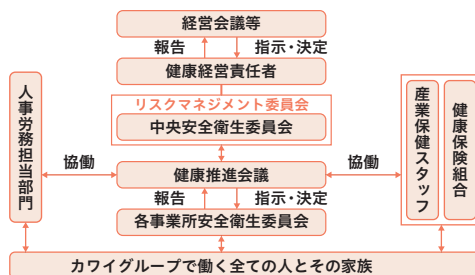 経営会議等
報告
指示・決定
健康経営責任者
リスクマネジメント委員会
中央安全衛生委員会
人事労務担当部門
協働
健康推進会議
協働
産業保健スタッフ
健康保険組合
報告
指示・決定
各事業所安全衛生委員会
カワイグループで働く全ての人とその家族